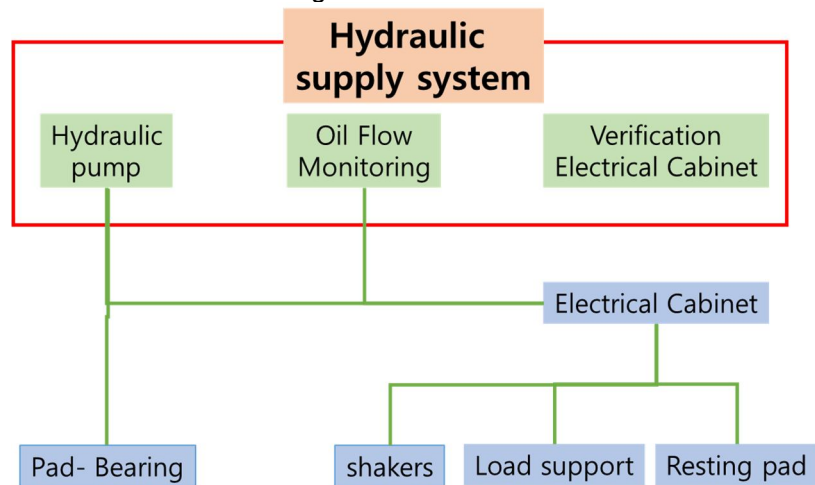 Hydraulic
supply system
Hydraulic
pump
Oil Flow
Monitoring
Verification
Electrical Cabinet
Electrical Cabinet
Pad- Bearing
shakers
Load support
Resting pad